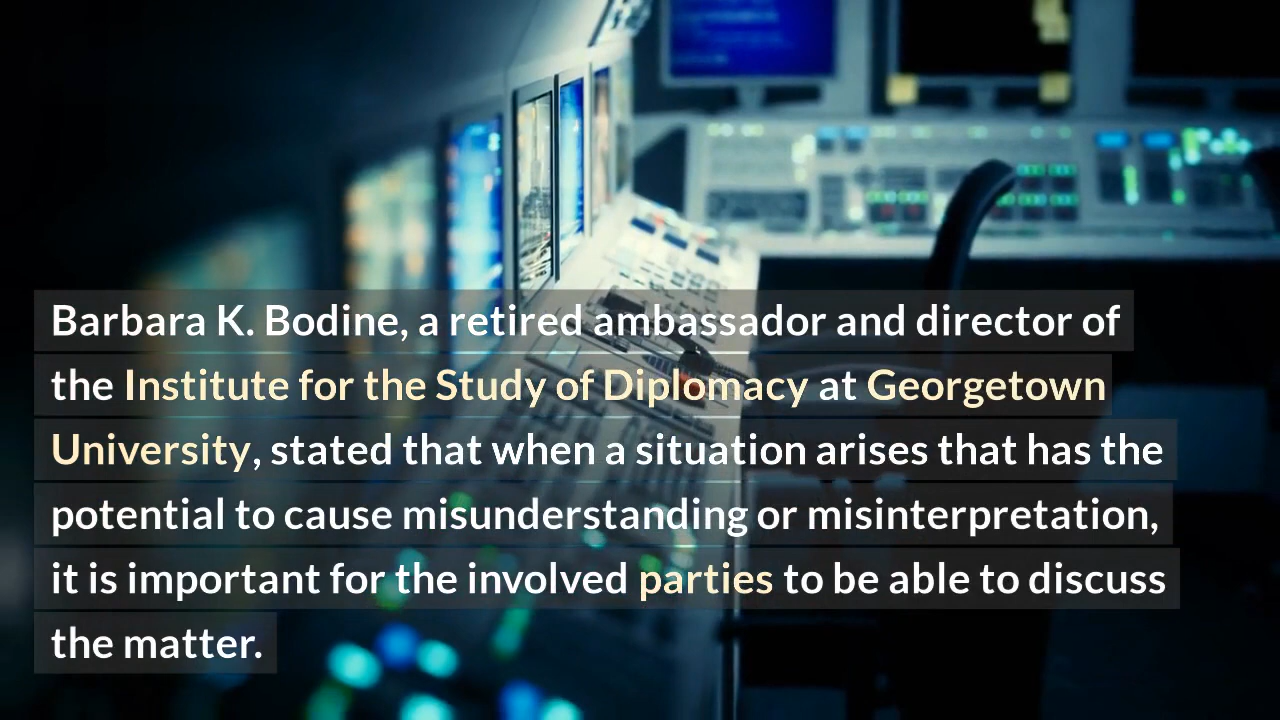 Barbara K. Bodine, a retired ambassador and director of
the Institute for the Study of Diplomacy at Georgetown
University, stated that when a situation arises that has the
potential to cause misunderstanding or misinterpretation,
it is important for the involved parties to be able to discuss
the matter.